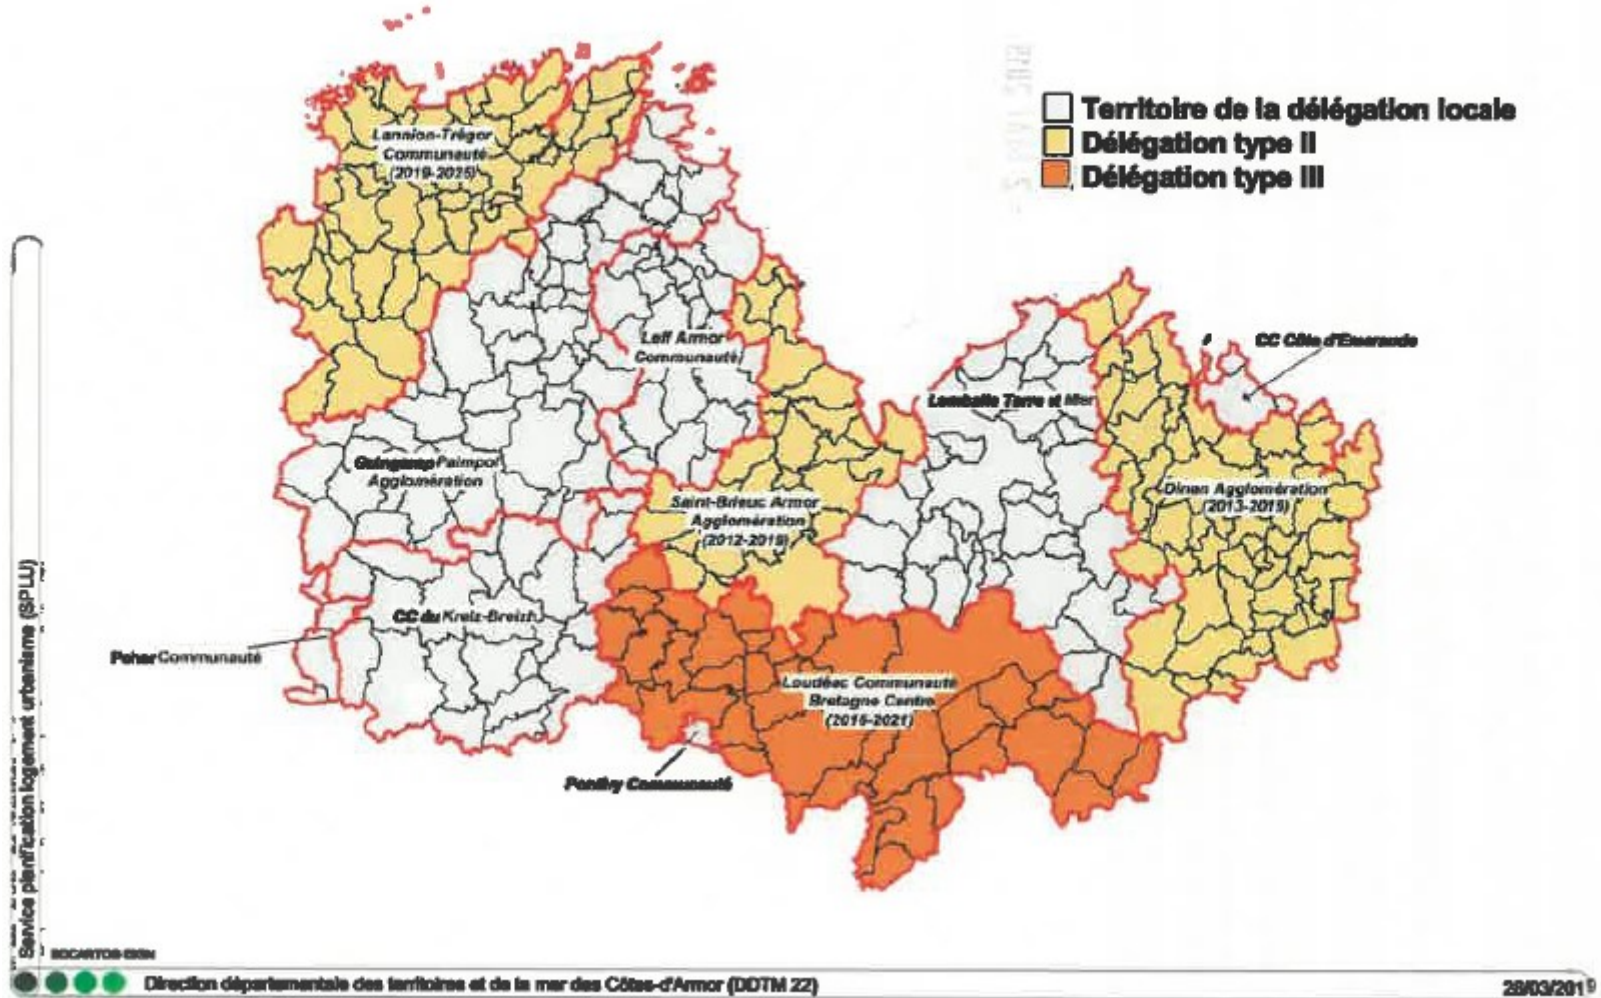 Territoire de la délégation locale
Délégation type II
Délégation type III
Lannion-Trégor
Communauté
(2019-2025)
Leff Armor
Communauté
CC Côte d'Emeraude
Lamballe Terre et Mer
Guingamp Paimpol
Agglomération
Saint-Brieuc Armor
Agglomération
(2012-2019)
Dinan Agglomération
(2013-2019)
CC du Kreiz-Breizh
Poher Communauté
Loudéac Communauté
Bretagne Centre
(2015-2021)
Pontivy Communauté
Service planification logement urbanisme (SPLU)
Direction départementale des territoires et de la mer des Côtes-d'Armor (DDTM 22)
28/03/2019